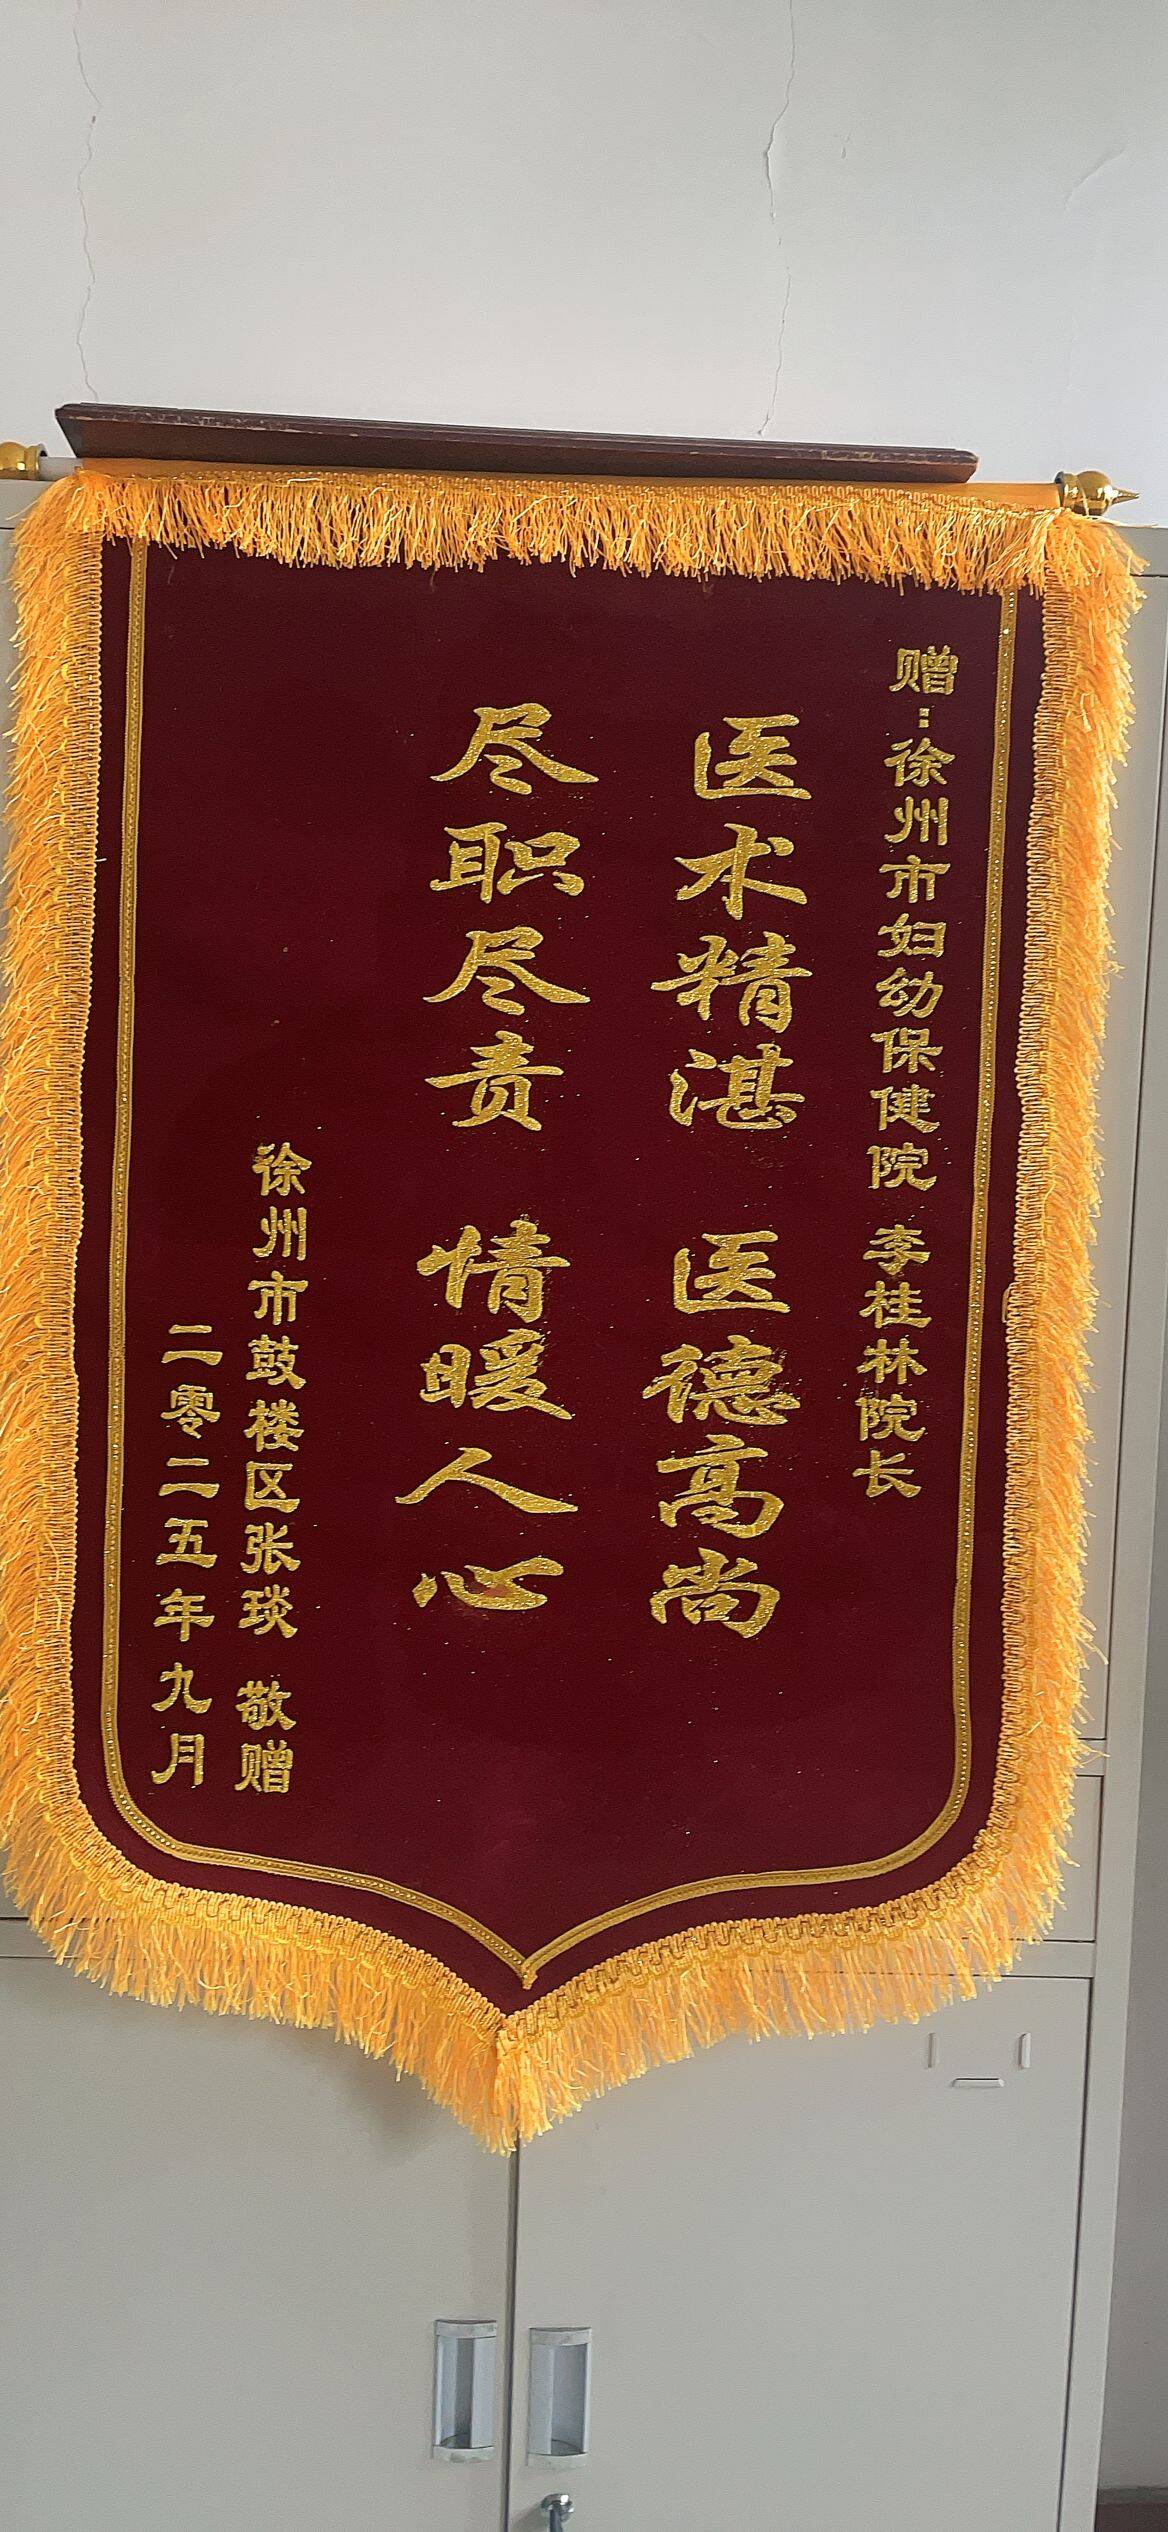 赠：徐州市妇幼保健院 李桂林院长
医术精湛 医德高尚
尽职尽责 情暖人心
徐州市鼓楼区张琰 敬赠
二零二五年九月